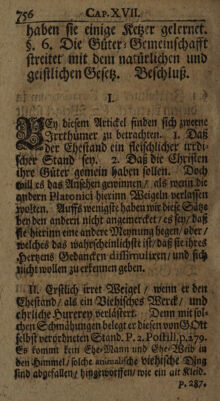 756 CAP. XVII.
haben sie einige Ketzer gelernet.
§. 6. Die Güter-Gemeinschafft
streitet mit dem natürlichen und
geistlichen Gesetz. Beschluß.
I.
BEy diesem Artickel finden sich zweene
Irrthümer zu betrachten. 1. Daß
der Ehestand ein fleischlicher irrdi-
scher Stand sey. 2. Daß die Christen
ihre Güter gemein haben sollen. Doch
will es das Ansehen gewinnen / als wenn die
andern Platonici hierinn Weigeln verlassen
wolten. Auffs wenigste haben wir diese Sätze
bey den andern nicht angemercket / es sey / daß
sie hierinn eine andere Meynung hegen / oder /
welches das wahrscheinlichste ist / daß sie ihres
Hertzens Gedancken dissimuliren / und sich
nicht wollen zu erkennen geben.
II. Erstlich irret Weigel / wenn er den
Ehestand / als ein Viehisches Werck / und
ehrliche Hurerey verlästert. Denn mit sol-
chen Schmähungen belegt er diesen von GOtt
selbst verordneten Stand. P. 2. Postill. p. 279.
Es kommt kein Ehe-Mann und Ehe-Weib in
den Himmel / solche animalische viehische Ding
sind abgefallen / hingeworffen / wie ein alt Kleid.
p. 287.